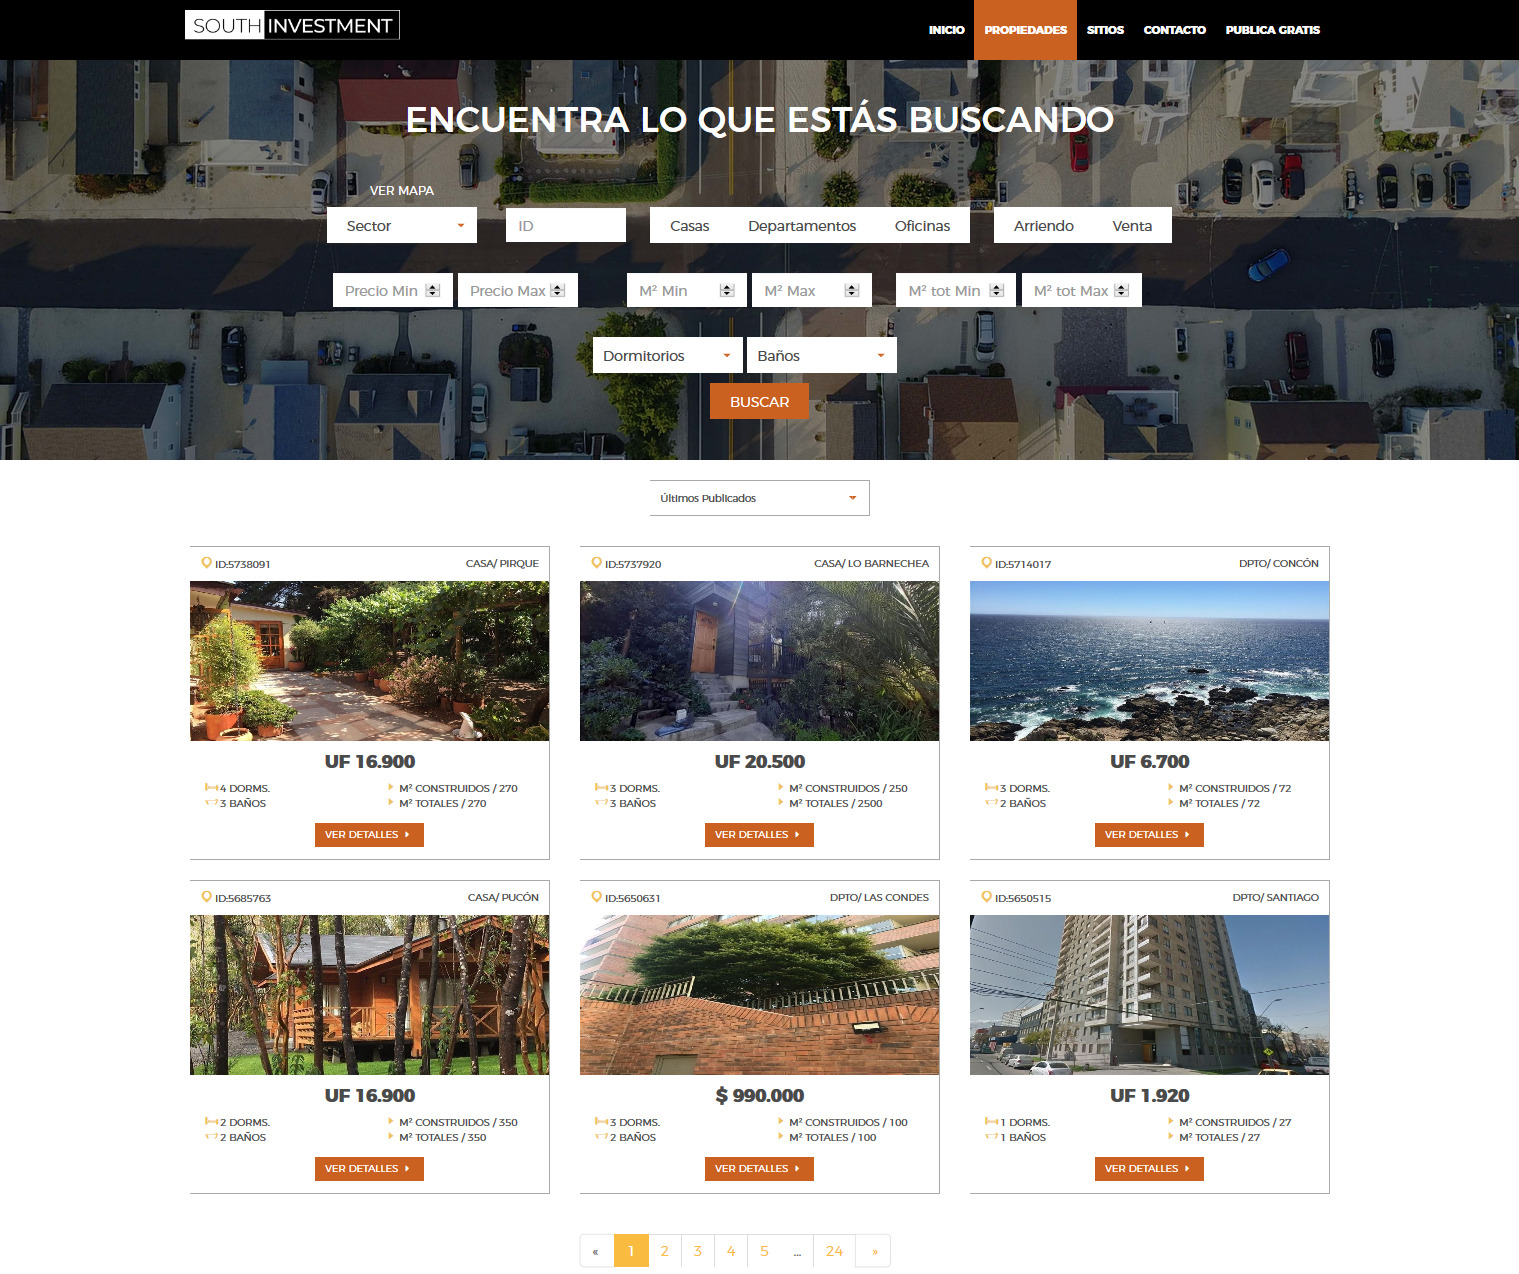 SOUTH INVESTMENT
INICIO PROPIEDADES SITIOS CONTACTO PUBLICA GRATIS
ENCUENTRA LO QUE ESTÁS BUSCANDO
VER MAPA
Sector ID Casas Departamentos Oficinas Arriendo Venta
Precio Min Precio Max M² Min M² Max M² tot Min M² tot Max
Dormitorios Baños
BUSCAR
Últimos Publicados
ID:5738091 CASA/ PIRQUE
UF 16.900
4 DORMS. M² CONSTRUIDOS / 270
3 BAÑOS M² TOTALES / 270
VER DETALLES
ID:5737920 CASA/ LO BARNECHEA
UF 20.500
3 DORMS. M² CONSTRUIDOS / 250
3 BAÑOS M² TOTALES / 2500
VER DETALLES
ID:5714017 DPTO/ CONCÓN
UF 6.700
3 DORMS. M² CONSTRUIDOS / 72
2 BAÑOS M² TOTALES / 72
VER DETALLES
ID:5685763 CASA/ PUCÓN
UF 16.900
2 DORMS. M² CONSTRUIDOS / 350
2 BAÑOS M² TOTALES / 350
VER DETALLES
ID:5650631 DPTO/ LAS CONDES
$ 990.000
3 DORMS. M² CONSTRUIDOS / 100
2 BAÑOS M² TOTALES / 100
VER DETALLES
ID:5650515 DPTO/ SANTIAGO
UF 1.920
1 DORMS. M² CONSTRUIDOS / 27
1 BAÑOS M² TOTALES / 27
VER DETALLES
« 1 2 3 4 5 ... 24 »